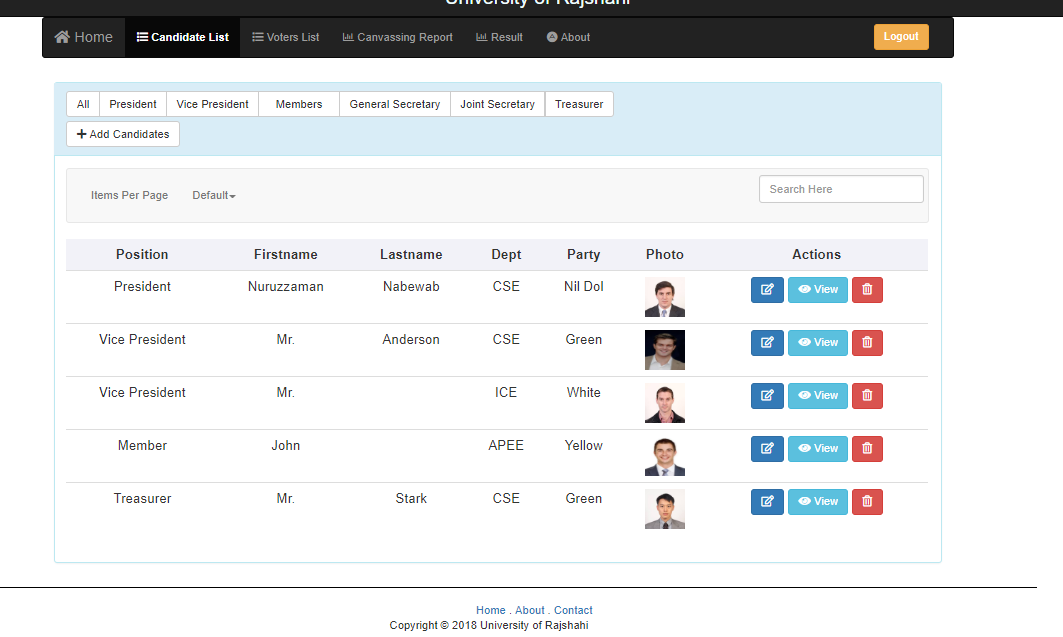 University of Rajshahi
Home Candidate List Voters List Canvassing Report Result About Logout
All President Vice President Members General Secretary Joint Secretary Treasurer
Add Candidates
Items Per Page Default Search Here
Position Firstname Lastname Dept Party Photo Actions
President Nuruzzaman Nabewab CSE Nil Dol View
Vice President Mr. Anderson CSE Green View
Vice President Mr. ICE White View
Member John APEE Yellow View
Treasurer Mr. Stark CSE Green View
Home . About . Contact
Copyright © 2018 University of Rajshahi